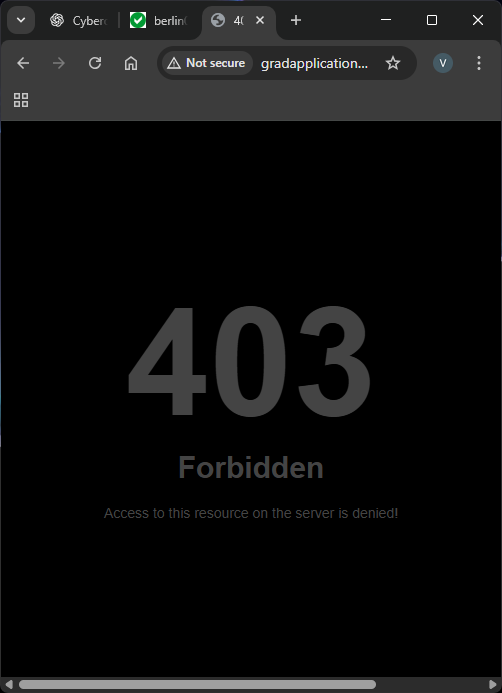 Cyber
berlin
40
Not secure
gradapplication...
V
403
Forbidden
Access to this resource on the server is denied!